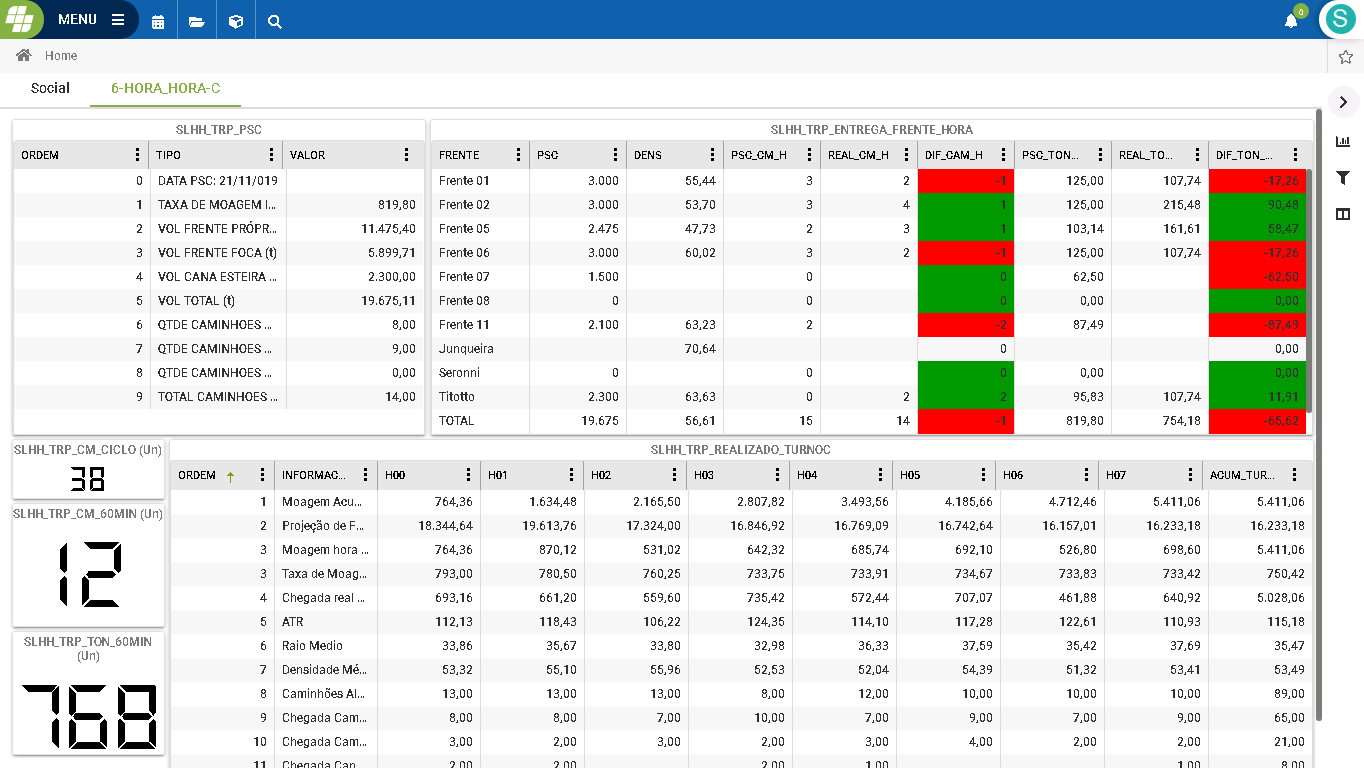 MENU
0
S
Home
Social 6-HORA_HORA-C
SLHH_TRP_PSC
ORDEM TIPO VALOR
0 DATA PSC: 21/11/019
1 TAXA DE MOAGEM I... 819,80
2 VOL FRENTE PRÓPR... 11.475,40
3 VOL FRENTE FOCA (t) 5.899,71
4 VOL CANA ESTEIRA ... 2.300,00
5 VOL TOTAL (t) 19.675,11
6 QTDE CAMINHOES ... 8,00
7 QTDE CAMINHOES ... 9,00
8 QTDE CAMINHOES ... 0,00
9 TOTAL CAMINHOES ... 14,00
SLHH_TRP_ENTREGA_FRENTE_HORA
FRENTE PSC DENS PSC_CM_H REAL_CM_H DIF_CAM_H PSC_TON... REAL_TO... DIF_TON_...
Frente 01 3.000 55,44 3 2 -1 125,00 107,74 -17,26
Frente 02 3.000 53,70 3 4 1 125,00 215,48 90,48
Frente 05 2.475 47,73 2 3 1 103,14 161,61 58,47
Frente 06 3.000 60,02 3 2 -1 125,00 107,74 -17,26
Frente 07 1.500 0 0 62,50 -62,50
Frente 08 0 0 0 0,00 0,00
Frente 11 2.100 63,23 2 -2 87,49 -87,49
Junqueira 70,64 0 0,00
Seronni 0 0 0 0,00 0,00
Titotto 2.300 63,63 0 2 2 95,83 107,74 11,91
TOTAL 19.675 56,61 15 14 -1 819,80 754,18 65,62
SLHH_TRP_CM_CICLO (Un)
38
SLHH_TRP_CM_60MIN (Un)
12
SLHH_TRP_TON_60MIN
(Un)
768
SLHH_TRP_REALIZADO_TURNOC
ORDEM INFORMAC... H00 H01 H02 H03 H04 H05 H06 H07 ACUM_TUR...
1 Moagem Acu... 764,36 1.634,48 2.165,50 2.807,82 3.493,56 4.185,66 4.712,46 5.411,06 5.411,06
2 Projeção de F... 18.344,64 19.613,76 17.324,00 16.846,92 16.769,09 16.742,64 16.157,01 16.233,18 16.233,18
3 Moagem hora ... 764,36 870,12 531,02 642,32 685,74 692,10 526,80 698,60 5.411,06
3 Taxa de Moag... 793,00 780,50 760,25 733,75 733,91 734,67 733,83 733,42 750,42
4 Chegada real ... 693,16 661,20 559,60 735,42 572,44 707,07 461,88 640,92 5.028,06
5 ATR 112,13 118,43 106,22 124,35 114,10 117,28 122,61 110,93 115,18
6 Raio Medio 33,86 35,67 33,80 32,98 36,33 37,59 35,42 37,69 35,47
7 Densidade Mé... 53,32 55,10 55,96 52,53 52,04 54,39 51,32 53,41 53,49
8 Caminhões Al... 13,00 13,00 13,00 8,00 12,00 10,00 10,00 10,00 89,00
9 Chegada Cam... 8,00 8,00 7,00 10,00 7,00 9,00 7,00 9,00 65,00
10 Chegada Cam... 3,00 2,00 3,00 2,00 3,00 4,00 2,00 2,00 21,00
11 Chegada Can... 2,00 2,00 2,00 1,00 1,00 8,00